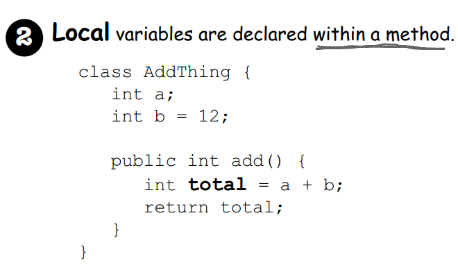 2 Local variables are declared within a method.
class AddThing {
int a;
int b = 12;
public int add() {
int total = a + b;
return total;
}
}